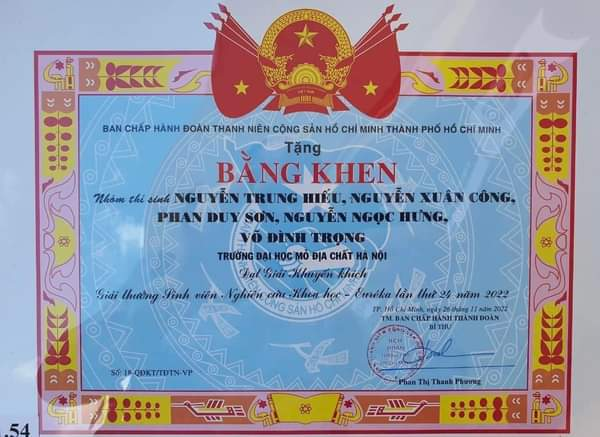 BAN CHẤP HÀNH ĐOÀN THANH NIÊN CỘNG SẢN HỒ CHÍ MINH THÀNH PHỐ HỒ CHÍ MINH
Tặng
BẰNG KHEN
Nhóm thí sinh NGUYỄN TRUNG HIẾU, NGUYỄN XUÂN CÔNG,
PHAN DUY SƠN, NGUYỄN NGỌC HƯNG,
VÕ ĐÌNH TRỌNG
TRƯỜNG ĐẠI HỌC MỎ ĐỊA CHẤT HÀ NỘI
Đạt Giải Khuyến khích
Giải thưởng Sinh viên Nghiên cứu Khoa học - Eureka lần thứ 24 năm 2022
TP. Hồ Chí Minh, ngày 26 tháng 11 năm 2022
TM. BAN CHẤP HÀNH THÀNH ĐOÀN
BÍ THƯ
Số: 18-QĐKT/TĐTN-VP
Phan Thị Thanh Phương
.54